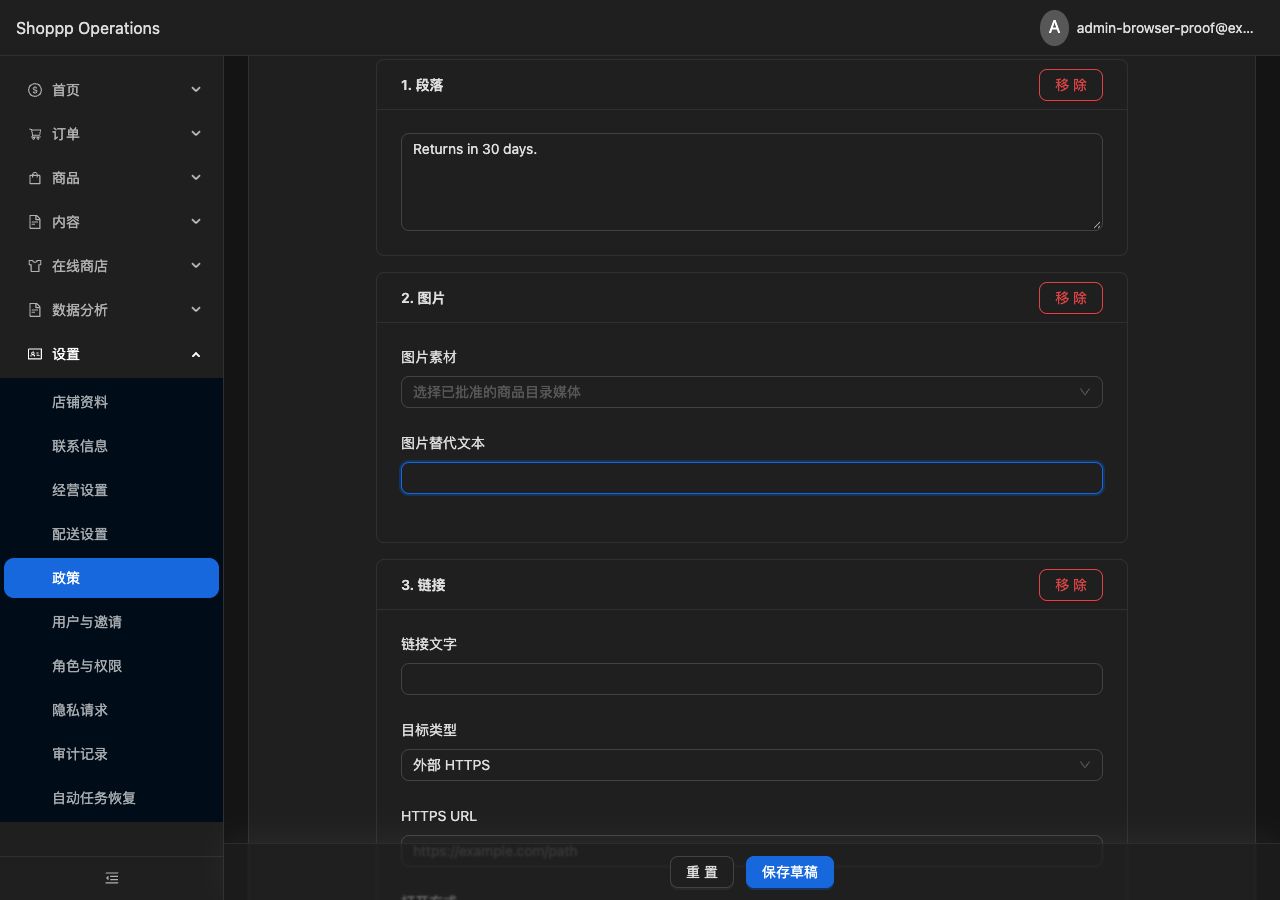 Shoppp Operations
A
admin-browser-proof@ex...
首页
订单
商品
内容
在线商店
数据分析
设置
店铺资料
联系信息
经营设置
配送设置
政策
用户与邀请
角色与权限
隐私请求
审计记录
自动任务恢复
1. 段落
移 除
Returns in 30 days.
2. 图片
移 除
图片素材
选择已批准的商品目录媒体
图片替代文本
3. 链接
移 除
链接文字
目标类型
外部 HTTPS
HTTPS URL
https://example.com/path
重 置
保存草稿